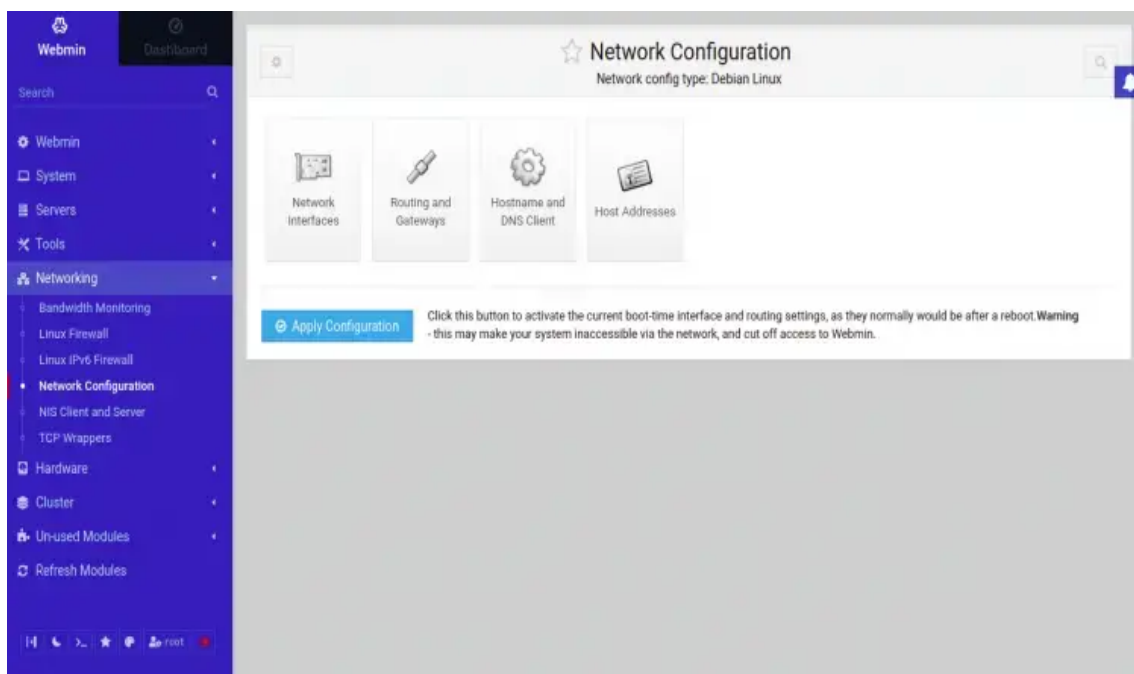 Webmin
Dashboard
Search
Webmin
System
Servers
Tools
Networking
Bandwidth Monitoring
Linux Firewall
Linux IPv6 Firewall
Network Configuration
NIS Client and Server
TCP Wrappers
Hardware
Cluster
Un-used Modules
Refresh Modules
root
Network Configuration
Network config type: Debian Linux
Network
Interfaces
Routing and
Gateways
Hostname and
DNS Client
Host Addresses
Apply Configuration
Click this button to activate the current boot-time interface and routing settings, as they normally would be after a reboot.Warning
- this may make your system inaccessible via the network, and cut off access to Webmin.